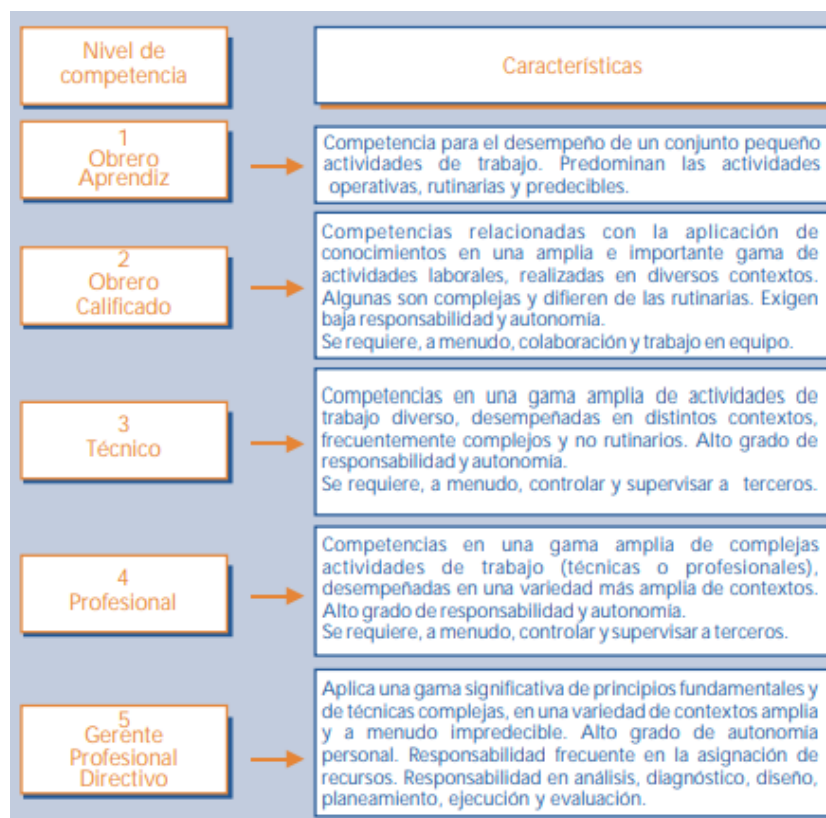 Nivel de
competencia
Características
1
Obrero
Aprendiz
Competencia para el desempeño de un conjunto pequeño
actividades de trabajo. Predominan las actividades
operativas, rutinarias y predecibles.
2
Obrero
Calificado
Competencias relacionadas con la aplicación de
conocimientos en una amplia e importante gama de
actividades laborales, realizadas en diversos contextos.
Algunas son complejas y difieren de las rutinarias. Exigen
baja responsabilidad y autonomía.
Se requiere, a menudo, colaboración y trabajo en equipo.
3
Técnico
Competencias en una gama amplia de actividades de
trabajo diverso, desempeñadas en distintos contextos,
frecuentemente complejos y no rutinarios. Alto grado de
responsabilidad y autonomía.
Se requiere, a menudo, controlar y supervisar a terceros.
4
Profesional
Competencias en una gama amplia de complejas
actividades de trabajo (técnicas o profesionales),
desempeñadas en una variedad más amplia de contextos.
Alto grado de responsabilidad y autonomía.
Se requiere, a menudo, controlar y supervisar a terceros.
5
Gerente
Profesional
Directivo
Aplica una gama significativa de principios fundamentales y
de técnicas complejas, en una variedad de contextos amplia
y a menudo impredecible. Alto grado de autonomía
personal. Responsabilidad frecuente en la asignación de
recursos. Responsabilidad en análisis, diagnóstico, diseño,
planeamiento, ejecución y evaluación.